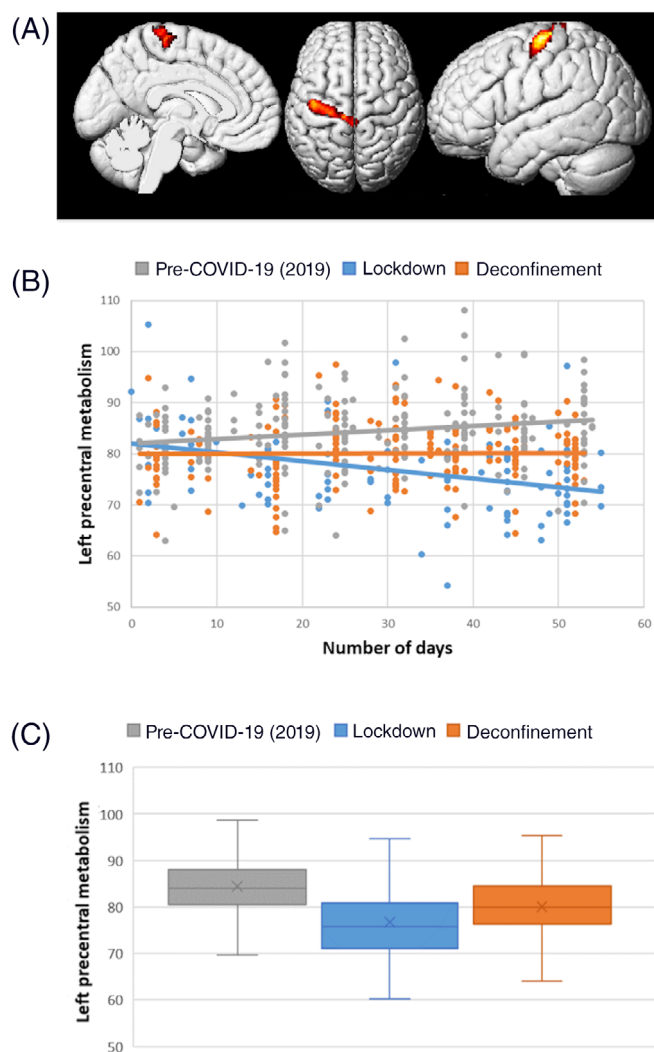 (A)
(B)
Pre-COVID-19 (2019) Lockdown Deconfinement
110
100
90
80
70
60
50
Left precentral metabolism
0 10 20 30 40 50 60
Number of days
(C)
Pre-COVID-19 (2019) Lockdown Deconfinement
110
100
90
80
70
60
50
Left precentral metabolism